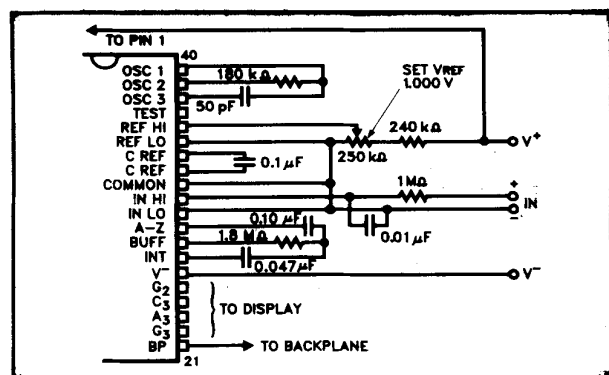 TO PIN 1
40
OSC 1
OSC 2
OSC 3
TEST
REF HI
REF LO
C REF
C REF
COMMON
IN HI
IN LO
A-Z
BUFF
INT
V-
G2
C3
A3
G3
BP
21
180 kΩ
50 pF
SET VREF
1.000 V
240 kΩ
250 kΩ
V+
0.1 µF
1MΩ
+
IN
-
0.10 µF
0.01 µF
1.8 MΩ
0.047 µF
V-
TO DISPLAY
TO BACKPLANE